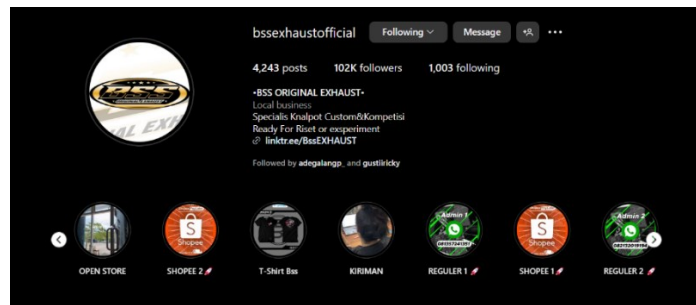 bssexhaustofficial Following Message
4,243 posts 102K followers 1,003 following
•BSS ORIGINAL EXHAUST•
Local business
Specialis Knalpot Custom&Kompetisi
Ready For Riset or exsperiment
linktr.ee/BssEXHAUST
Followed by adegalangp_ and gustiiricky
BSS
Shopee
Admin 1
Shopee
Admin 2
OPEN STORE SHOPEE 2 🚀 T-Shirt Bss KIRIMAN REGULER 1 🚀 SHOPEE 1 🚀 REGULER 2 🚀